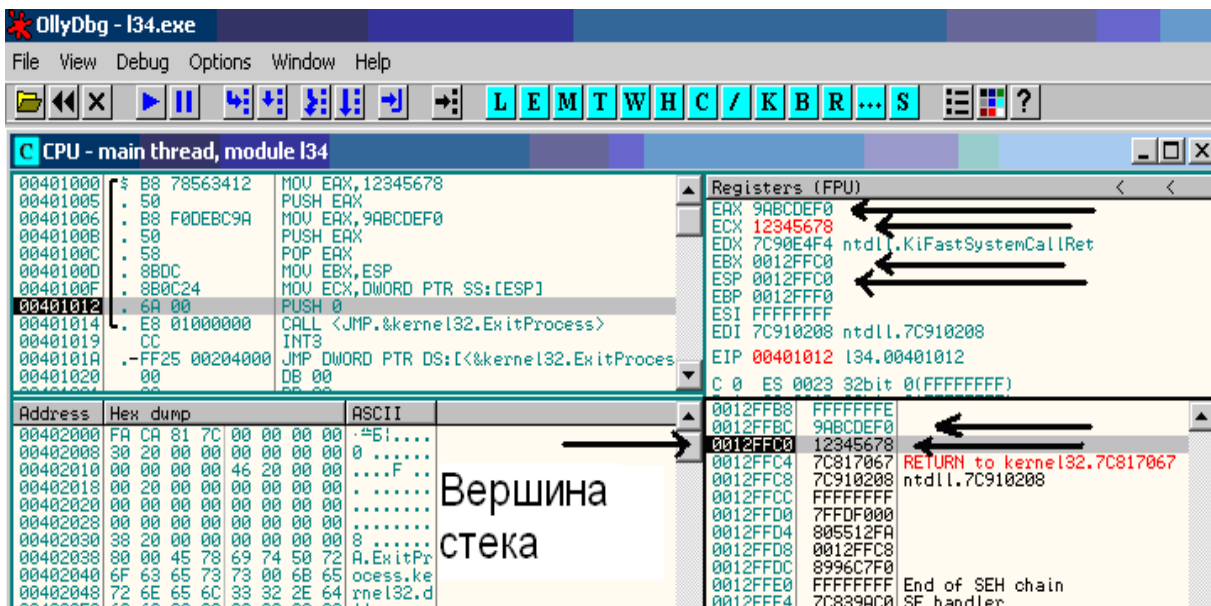 OllyDbg - l34.exe
File View Debug Options Window Help
L E M T W H C / K B R ... S ?
C CPU - main thread, module l34
00401000 $ B8 78563412 MOV EAX,12345678
00401005 . 50 PUSH EAX
00401006 . B8 F0DEBC9A MOV EAX,9ABCDEF0
0040100B . 50 PUSH EAX
0040100C . 58 POP EAX
0040100D . 8BDC MOV EBX,ESP
0040100F . 8B0C24 MOV ECX,DWORD PTR SS:[ESP]
00401012 . 6A 00 PUSH 0
00401014 . E8 01000000 CALL <JMP.&kernel32.ExitProcess>
00401019 CC INT3
0040101A .-FF25 00204000 JMP DWORD PTR DS:[<&kernel32.ExitProces
00401020 00 DB 00
Registers (FPU) < <
EAX 9ABCDEF0
ECX 12345678
EDX 7C90E4F4 ntdll.KiFastSystemCallRet
EBX 0012FFC0
ESP 0012FFC0
EBP 0012FFF0
ESI FFFFFFFF
EDI 7C910208 ntdll.7C910208
EIP 00401012 l34.00401012
C 0 ES 0023 32bit 0(FFFFFFFF)
Address Hex dump ASCII
00402000 FA CA 81 7C 00 00 00 00
00402008 30 20 00 00 00 00 00 00 0 ......
00402010 00 00 00 00 46 20 00 00 ....F ..
00402018 00 20 00 00 00 00 00 00 . ......
00402020 00 00 00 00 00 00 00 00 ........
00402028 00 00 00 00 00 00 00 00 ........
00402030 38 20 00 00 00 00 00 00 8 ......
00402038 80 00 45 78 69 74 50 72 А.ExitPr
00402040 6F 63 65 73 73 00 6B 65 ocess.ke
00402048 72 6E 65 6C 33 32 2E 64 rnel32.d
Вершина
стека
0012FFB8 FFFFFFFE
0012FFBC 9ABCDEF0
0012FFC0 12345678
0012FFC4 7C817067 RETURN to kernel32.7C817067
0012FFC8 7C910208 ntdll.7C910208
0012FFCC FFFFFFFF
0012FFD0 7FFDF000
0012FFD4 805512FA
0012FFD8 0012FFC8
0012FFDC 8996C7F0
0012FFE0 FFFFFFFF End of SEH chain
0012FFE4 7C839AC0 SE handler